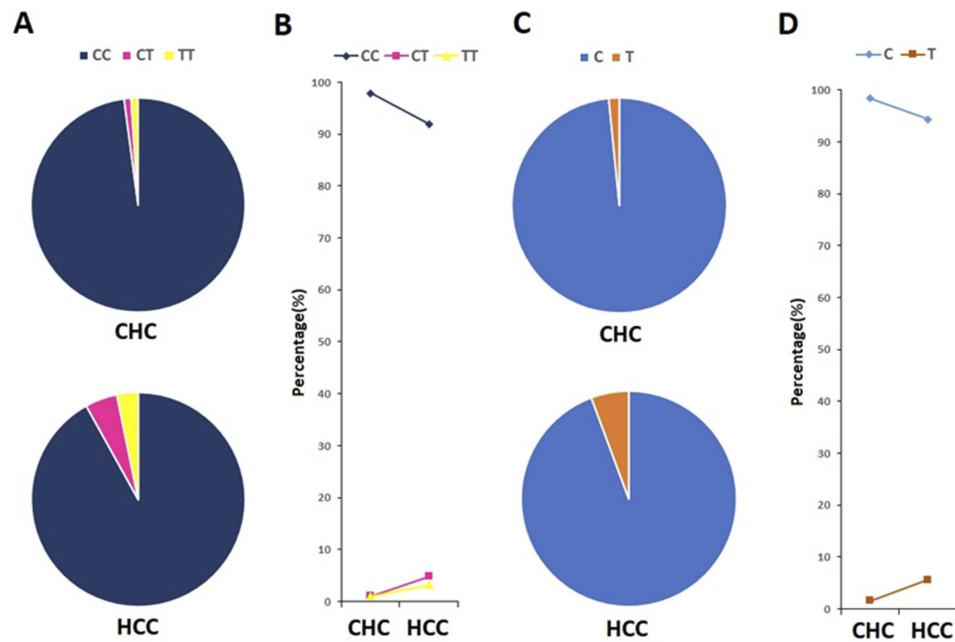 A
CC CT TT
CHC
HCC
B
CC CT TT
Percentage(%)
100
90
80
70
60
50
40
30
20
10
0
CHC HCC
C
C T
CHC
HCC
D
C T
Percentage(%)
100
90
80
70
60
50
40
30
20
10
0
CHC HCC